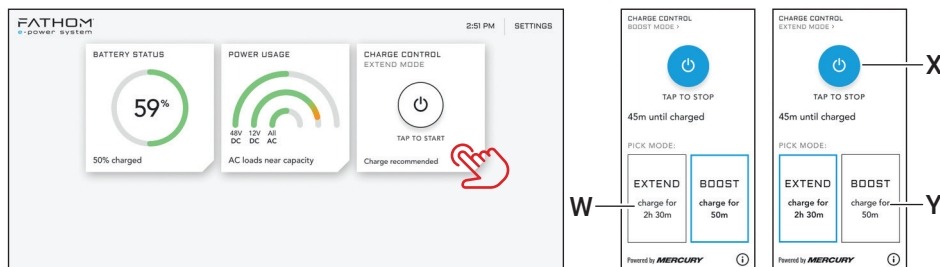 FATHOM
e-power system
2:51 PM SETTINGS
BATTERY STATUS
59%
50% charged
POWER USAGE
48V 12V All
DC DC AC
AC loads near capacity
CHARGE CONTROL
EXTEND MODE
TAP TO START
Charge recommended
CHARGE CONTROL
BOOST MODE >
TAP TO STOP
45m until charged
PICK MODE:
EXTEND
charge for
2h 30m
BOOST
charge for
50m
Powered by MERCURY
W
CHARGE CONTROL
EXTEND MODE >
TAP TO STOP
45m until charged
PICK MODE:
EXTEND
charge for
2h 30m
BOOST
charge for
50m
Powered by MERCURY
X
Y